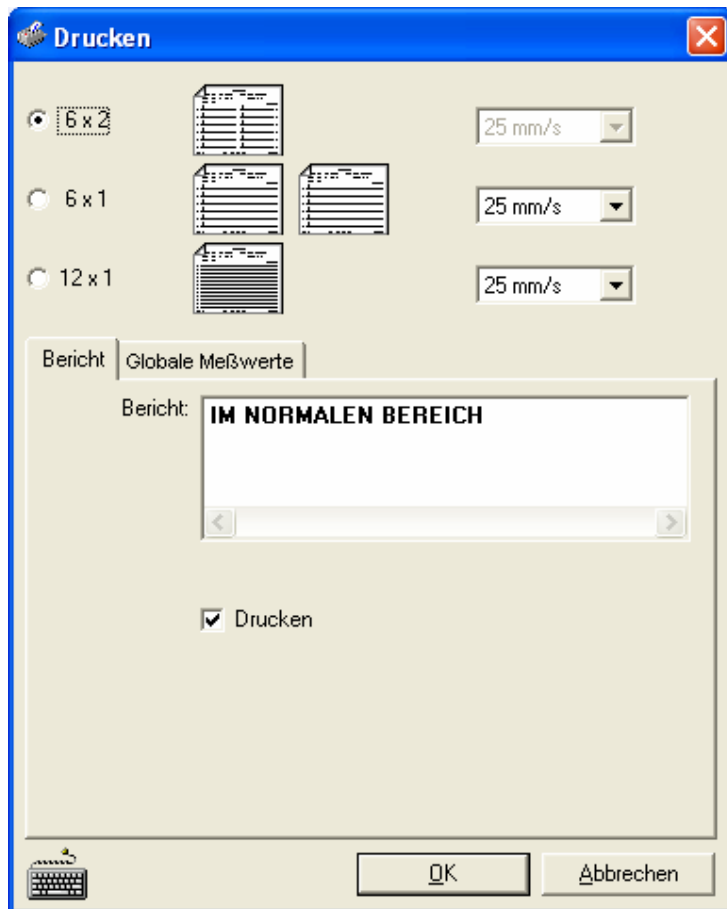 Drucken
6 x 2
25 mm/s
6 x 1
25 mm/s
12 x 1
25 mm/s
Bericht
Globale Meßwerte
Bericht:
IM NORMALEN BEREICH
Drucken
OK
Abbrechen